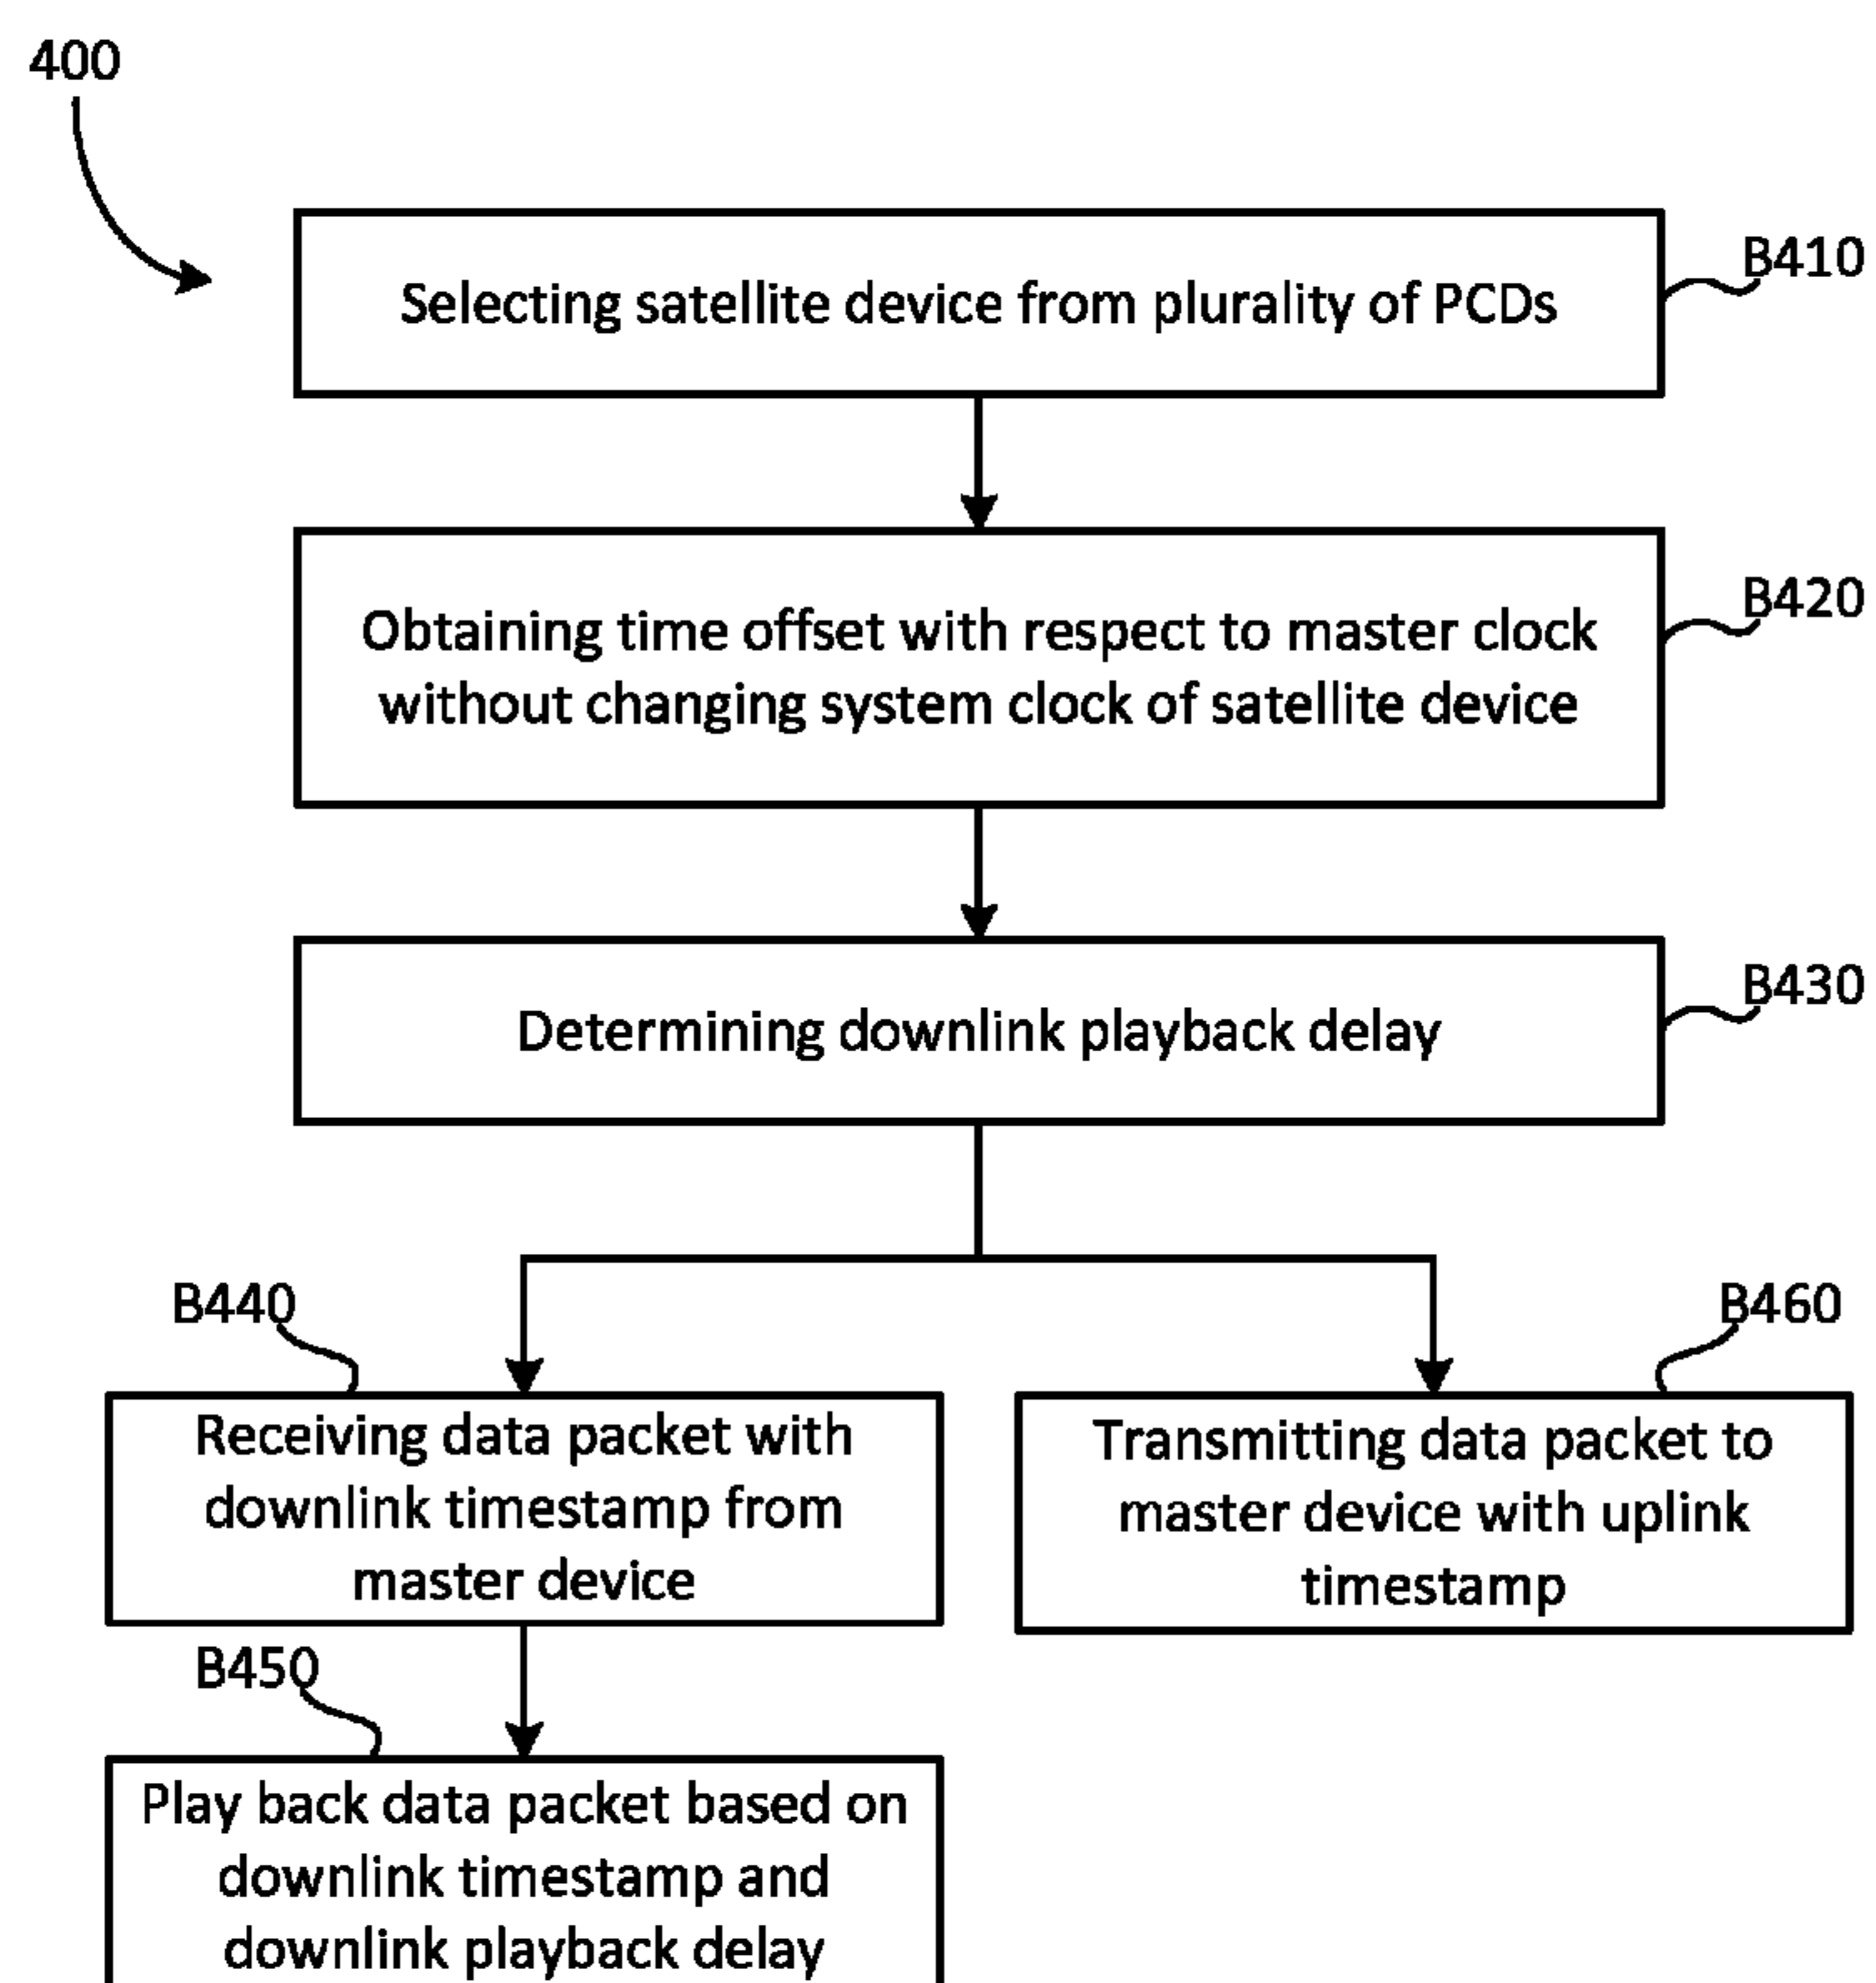 400
Selecting satellite device from plurality of PCDs
B410
Obtaining time offset with respect to master clock
without changing system clock of satellite device
B420
Determining downlink playback delay
B430
B440
Receiving data packet with
downlink timestamp from
master device
B460
Transmitting data packet to
master device with uplink
timestamp
B450
Play back data packet based on
downlink timestamp and
downlink playback delay